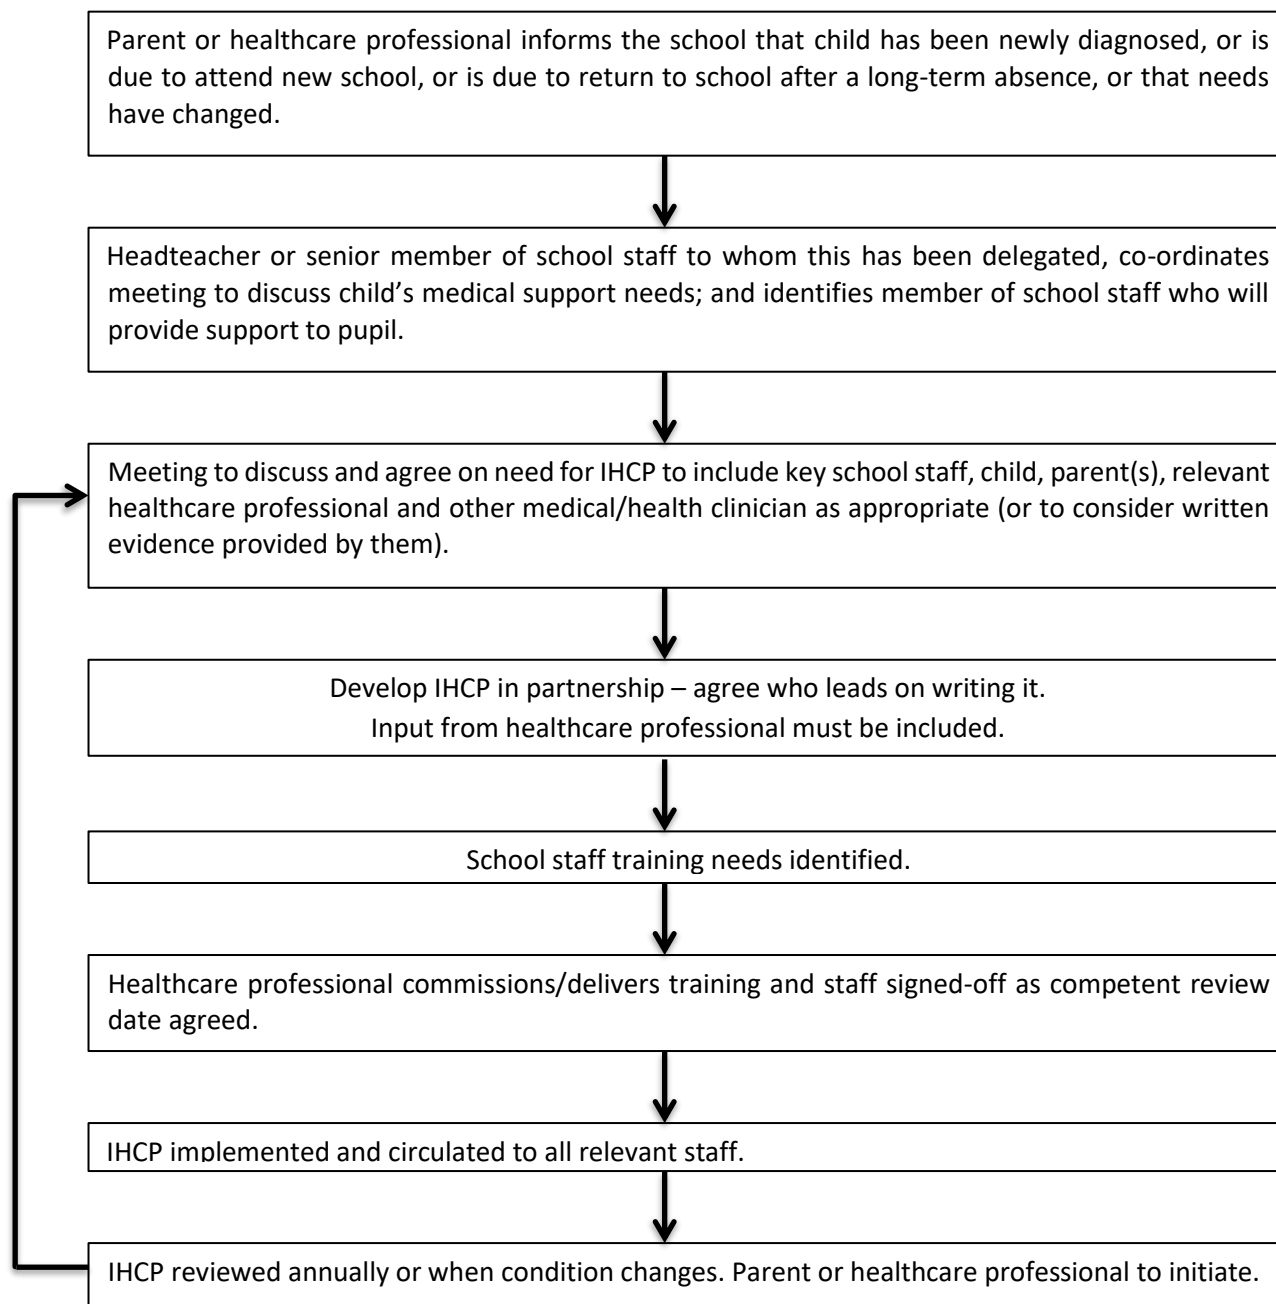 Parent or healthcare professional informs the school that child has been newly diagnosed, or is
due to attend new school, or is due to return to school after a long-term absence, or that needs
have changed.
Headteacher or senior member of school staff to whom this has been delegated, co-ordinates
meeting to discuss child’s medical support needs; and identifies member of school staff who will
provide support to pupil.
Meeting to discuss and agree on need for IHCP to include key school staff, child, parent(s), relevant
healthcare professional and other medical/health clinician as appropriate (or to consider written
evidence provided by them).
Develop IHCP in partnership – agree who leads on writing it.
Input from healthcare professional must be included.
School staff training needs identified.
Healthcare professional commissions/delivers training and staff signed-off as competent review
date agreed.
IHCP implemented and circulated to all relevant staff.
IHCP reviewed annually or when condition changes. Parent or healthcare professional to initiate.